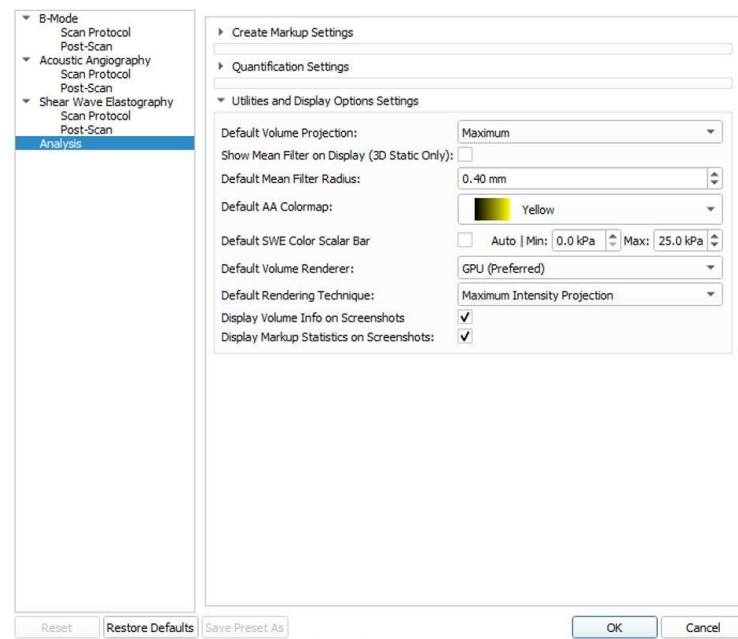 B-Mode
Scan Protocol
Post-Scan
Acoustic Angiography
Scan Protocol
Post-Scan
Shear Wave Elastography
Scan Protocol
Post-Scan
Analysis
Create Markup Settings
Quantification Settings
Utilities and Display Options Settings
Default Volume Projection: Maximum
Show Mean Filter on Display (3D Static Only):
Default Mean Filter Radius: 0.40 mm
Default AA Colormap: Yellow
Default SWE Color Scalar Bar Auto | Min: 0.0 kPa Max: 25.0 kPa
Default Volume Renderer: GPU (Preferred)
Default Rendering Technique: Maximum Intensity Projection
Display Volume Info on Screenshots
Display Markup Statistics on Screenshots:
Reset Restore Defaults Save Preset As OK Cancel